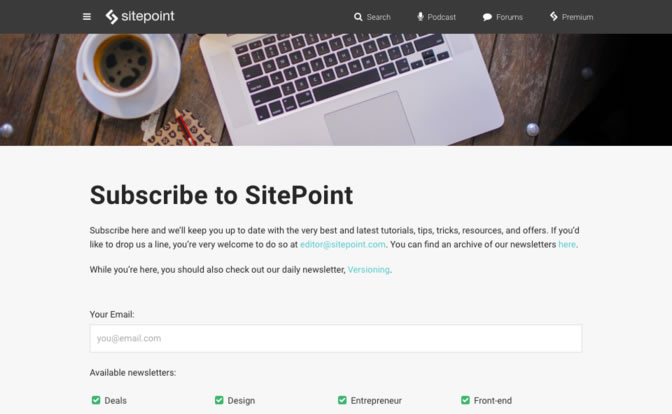 sitepoint
Search
Podcast
Forums
Premium
Subscribe to SitePoint
Subscribe here and we'll keep you up to date with the very best and latest tutorials, tips, tricks, resources, and offers. If you'd
like to drop us a line, you're very welcome to do so at editor@sitepoint.com. You can find an archive of our newsletters here.
While you're here, you should also check out our daily newsletter, Versioning.
Your Email:
you@email.com
Available newsletters:
Deals
Design
Entrepreneur
Front-end